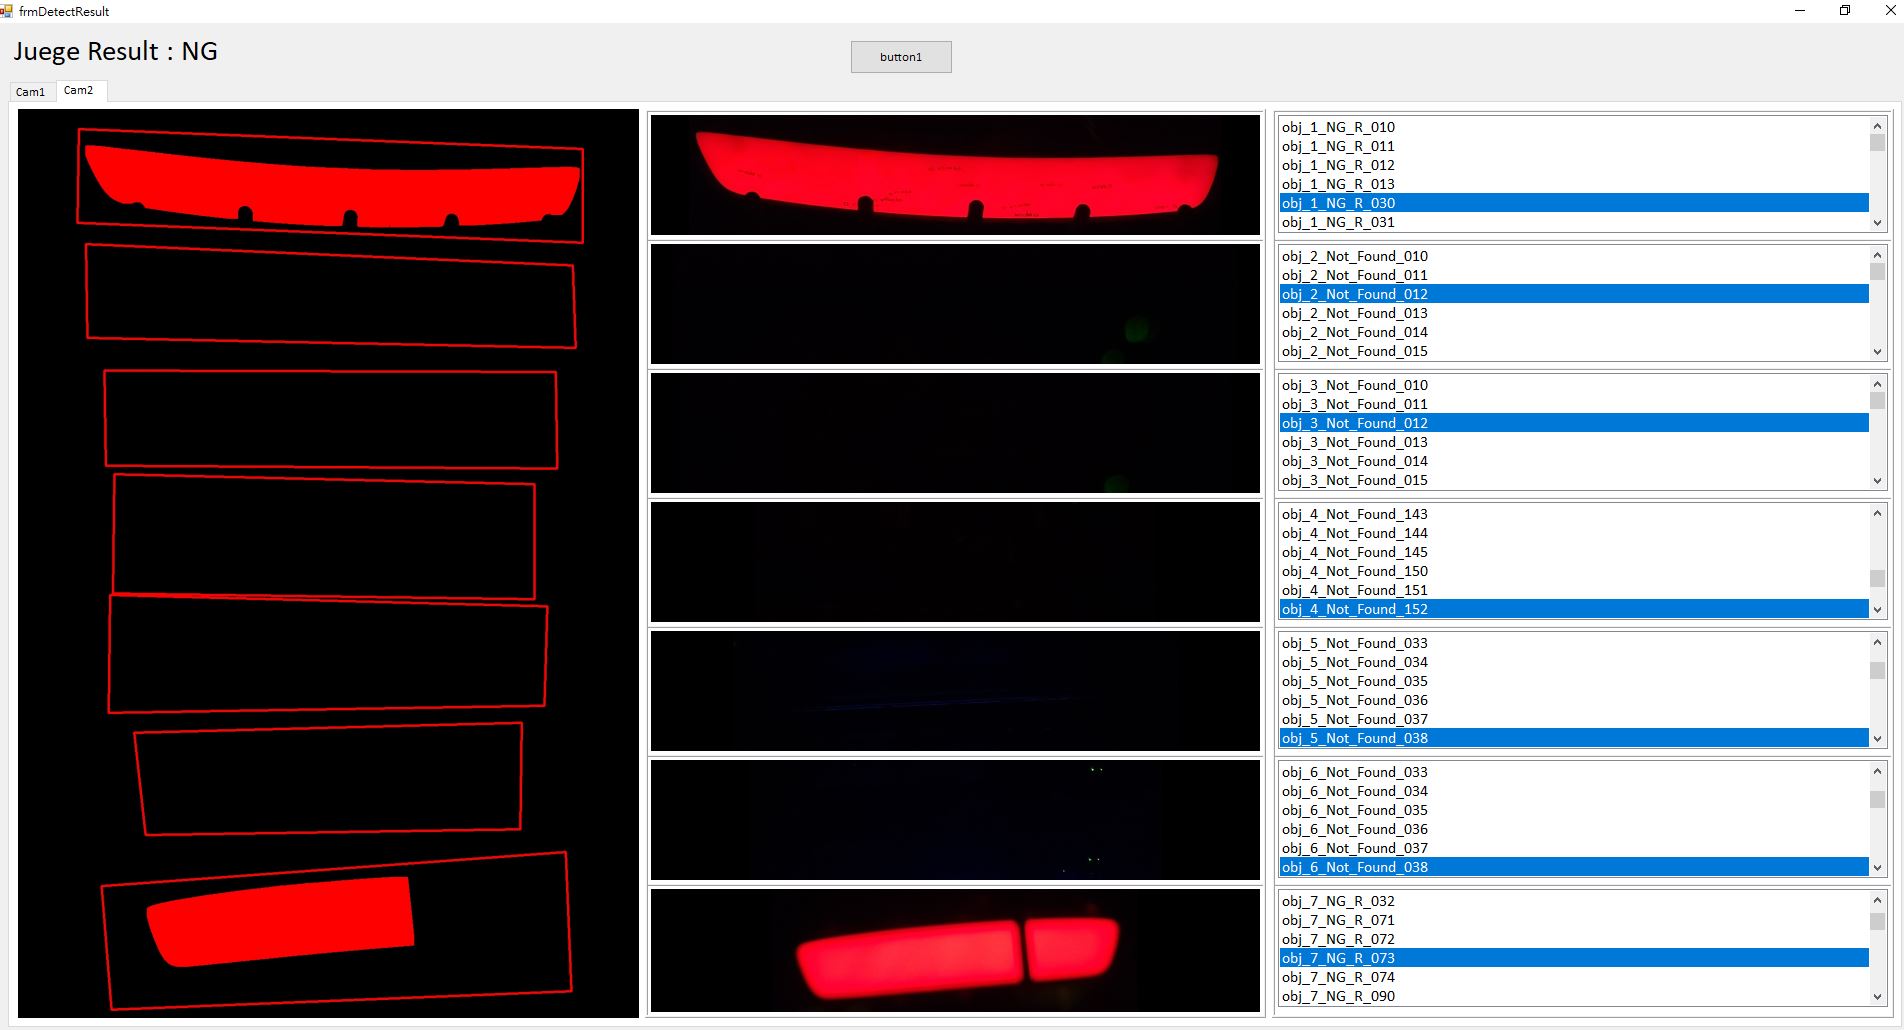 frmDetectResult
Juege Result : NG
button1
Cam1
Cam2
obj_1_NG_R_010
obj_1_NG_R_011
obj_1_NG_R_012
obj_1_NG_R_013
obj_1_NG_R_030
obj_1_NG_R_031
obj_2_Not_Found_010
obj_2_Not_Found_011
obj_2_Not_Found_012
obj_2_Not_Found_013
obj_2_Not_Found_014
obj_2_Not_Found_015
obj_3_Not_Found_010
obj_3_Not_Found_011
obj_3_Not_Found_012
obj_3_Not_Found_013
obj_3_Not_Found_014
obj_3_Not_Found_015
obj_4_Not_Found_143
obj_4_Not_Found_144
obj_4_Not_Found_145
obj_4_Not_Found_150
obj_4_Not_Found_151
obj_4_Not_Found_152
obj_5_Not_Found_033
obj_5_Not_Found_034
obj_5_Not_Found_035
obj_5_Not_Found_036
obj_5_Not_Found_037
obj_5_Not_Found_038
obj_6_Not_Found_033
obj_6_Not_Found_034
obj_6_Not_Found_035
obj_6_Not_Found_036
obj_6_Not_Found_037
obj_6_Not_Found_038
obj_7_NG_R_032
obj_7_NG_R_071
obj_7_NG_R_072
obj_7_NG_R_073
obj_7_NG_R_074
obj_7_NG_R_090